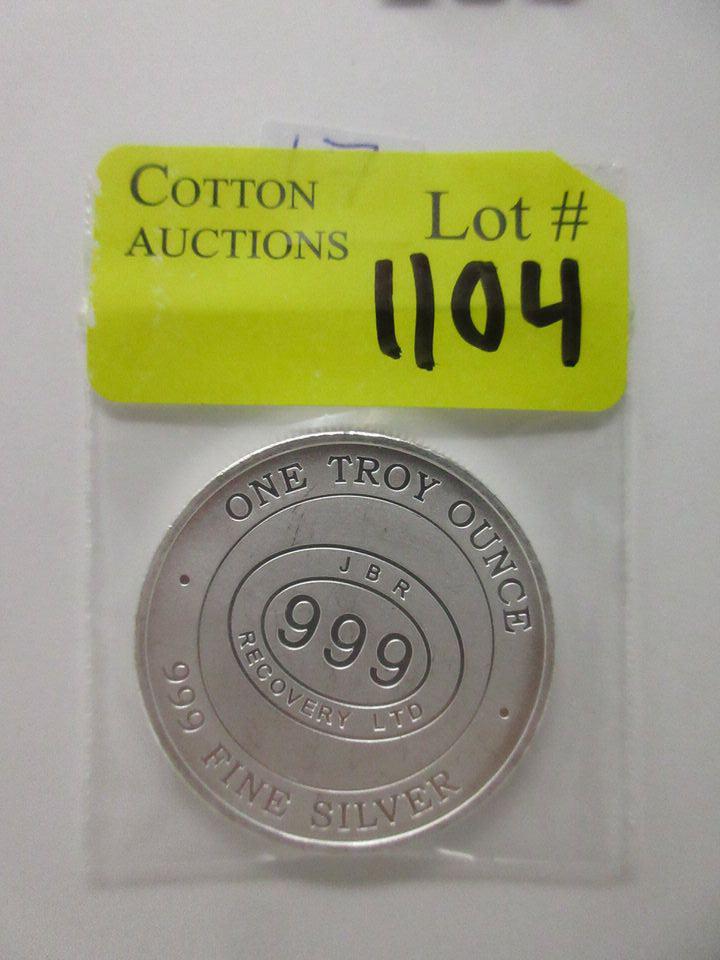 COTTON
AUCTIONS
Lot #
1104
ONE TROY OUNCE
JBR
999
RECOVERY LTD
999 FINE SILVER